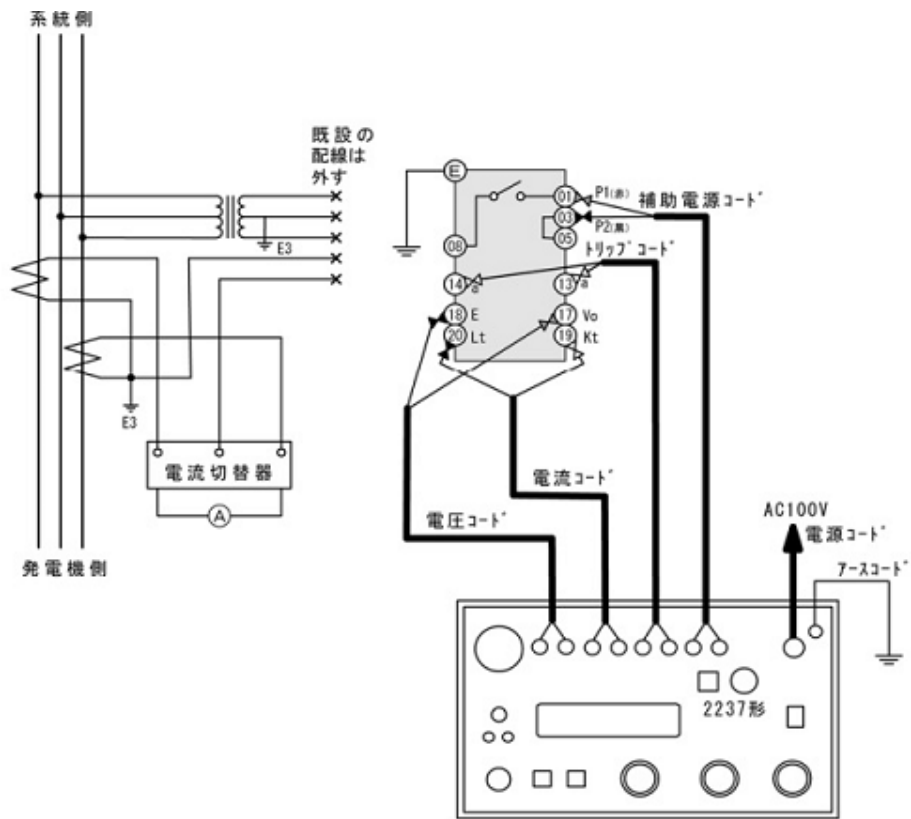 系統側
既設の
配線は
外す
E3
E3
電流切替器
A
発電機側
E
01
P1(赤)
補助電源コード
03
P2(黒)
05
08
トリップコード
14
a
13
a
18
E
17
Vo
20
Lt
19
Kt
電流コード
電圧コード
AC100V
電源コード
アースコード
2237形